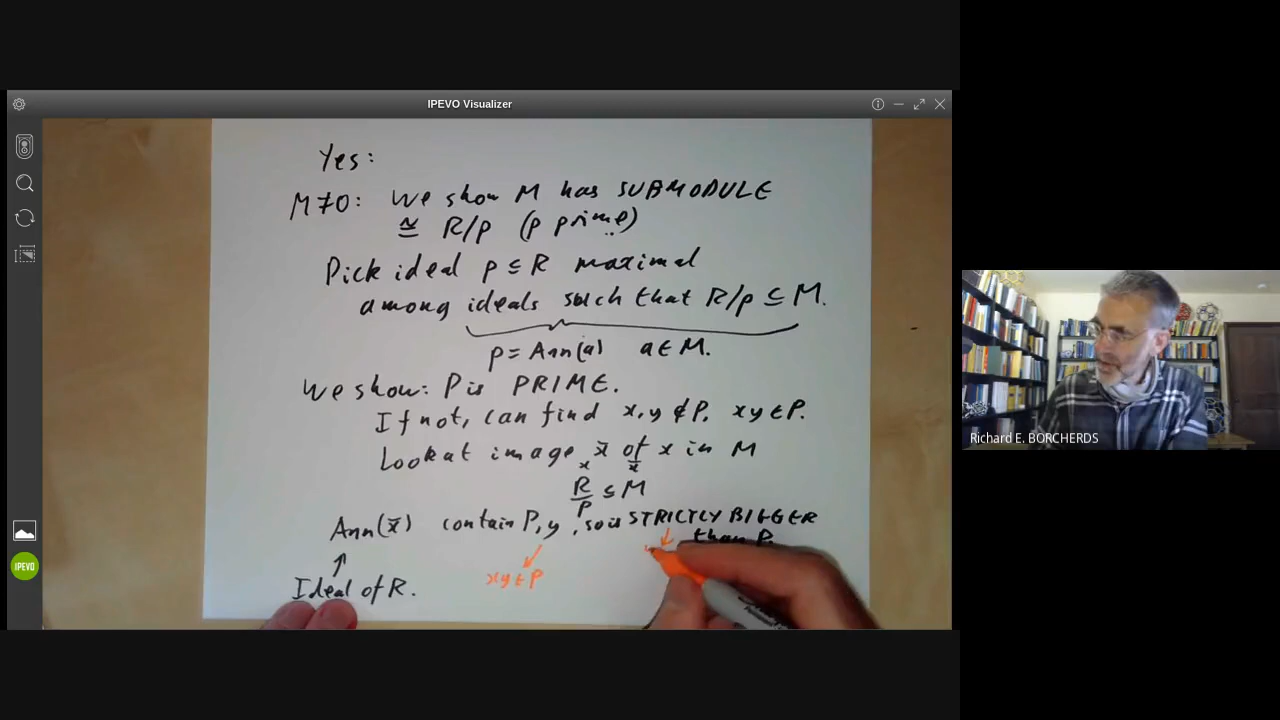 IPEVO Visualizer
Yes:
M≠0: We show M has SUBMODULE
≅ R/p (p prime)
Pick ideal p ⊆ R maximal
among ideals such that R/p ⊆ M.
p = Ann(a) a ∈ M.
We show: P is PRIME.
If not, can find x, y ∉ P, xy ∈ P.
Look at image x̄ of x in M
x x̄
R/P ⊆ M
Ann(x̄) contain P, y, so is STRICTLY BIGGER
than P.
xy ∈ P
Ideal of R.
IPEVO
Richard E. BORCHERDS